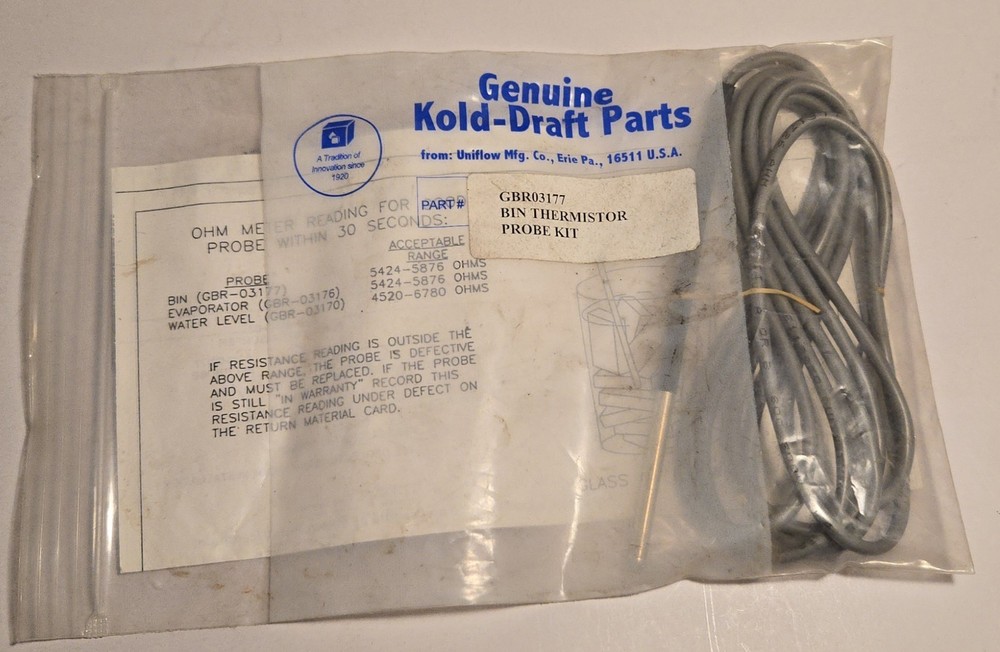 Genuine
Kold-Draft Parts
from: Uniflow Mfg. Co., Erie Pa., 16511 U.S.A.
A Tradition of
Innovation since
1920
PART#
GBR03177
BIN THERMISTOR
PROBE KIT
OHM METER READING FOR
PROBE WITHIN 30 SECONDS:
PROBE ACCEPTABLE RANGE
BIN (GBR-03177) 5424-5876 OHMS
EVAPORATOR (GBR-03176) 5424-5876 OHMS
WATER LEVEL (GBR-03170) 4520-6780 OHMS
IF RESISTANCE READING IS OUTSIDE THE
ABOVE RANGE, THE PROBE IS DEFECTIVE
AND MUST BE REPLACED. IF THE PROBE
IS STILL "IN WARRANTY" RECORD THIS
RESISTANCE READING UNDER DEFECT ON
THE RETURN MATERIAL CARD.
GLASS